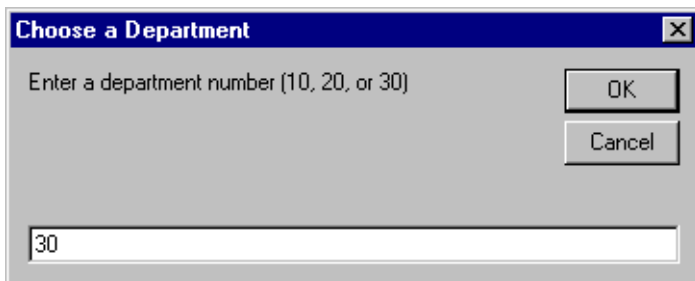 Choose a Department
Enter a department number (10, 20, or 30)
OK
Cancel
30